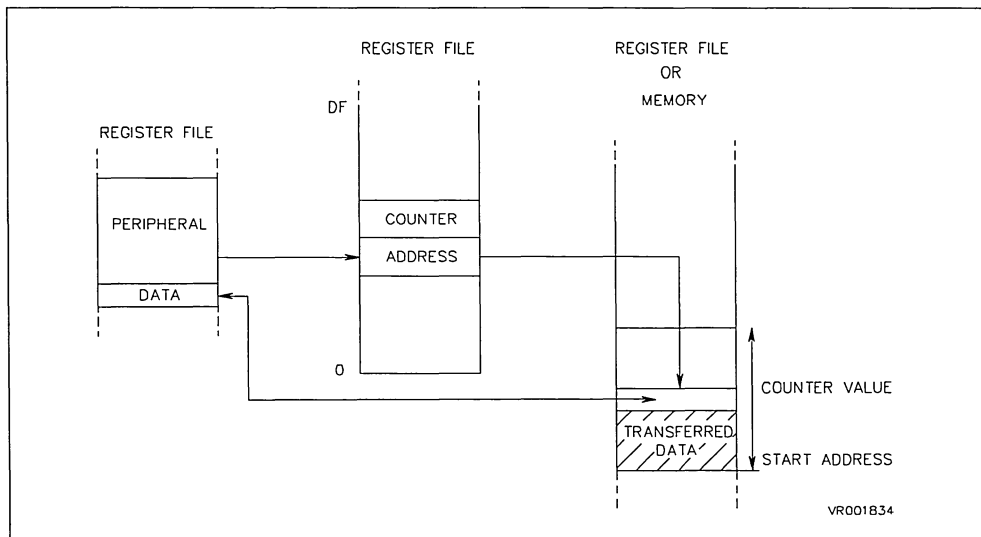 REGISTER FILE
PERIPHERAL
DATA
REGISTER FILE
DF
COUNTER
ADDRESS
0
REGISTER FILE
OR
MEMORY
TRANSFERRED
DATA
COUNTER VALUE
START ADDRESS
VR001834